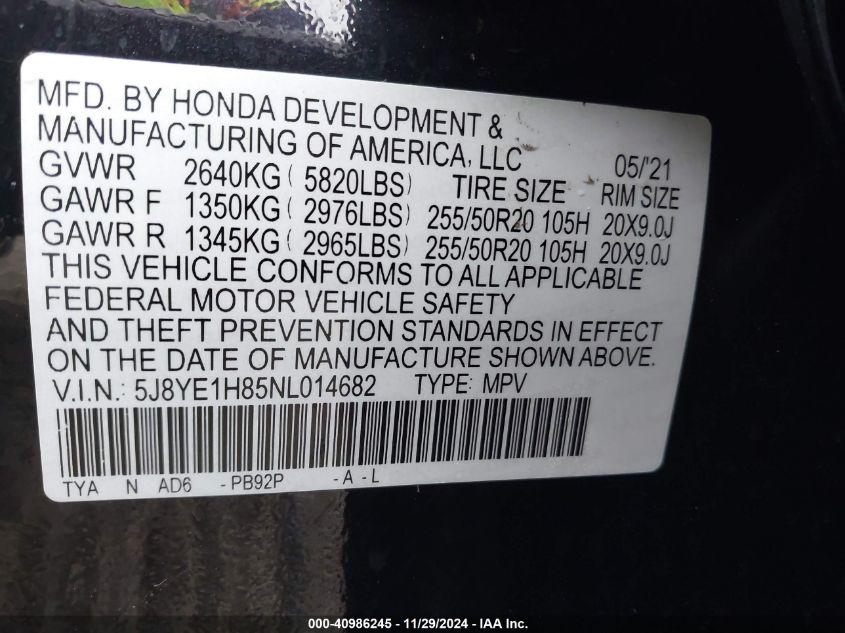 MFD. BY HONDA DEVELOPMENT &
MANUFACTURING OF AMERICA, LLC 05/'21
GVWR 2640KG ( 5820LBS) TIRE SIZE RIM SIZE
GAWR F 1350KG ( 2976LBS) 255/50R20 105H 20X9.0J
GAWR R 1345KG ( 2965LBS) 255/50R20 105H 20X9.0J
THIS VEHICLE CONFORMS TO ALL APPLICABLE
FEDERAL MOTOR VEHICLE SAFETY
AND THEFT PREVENTION STANDARDS IN EFFECT
ON THE DATE OF MANUFACTURE SHOWN ABOVE.
V.I.N.: 5J8YE1H85NL014682 TYPE: MPV
TYA N AD6 -PB92P -A -L
000-40986245 - 11/29/2024 - IAA Inc.